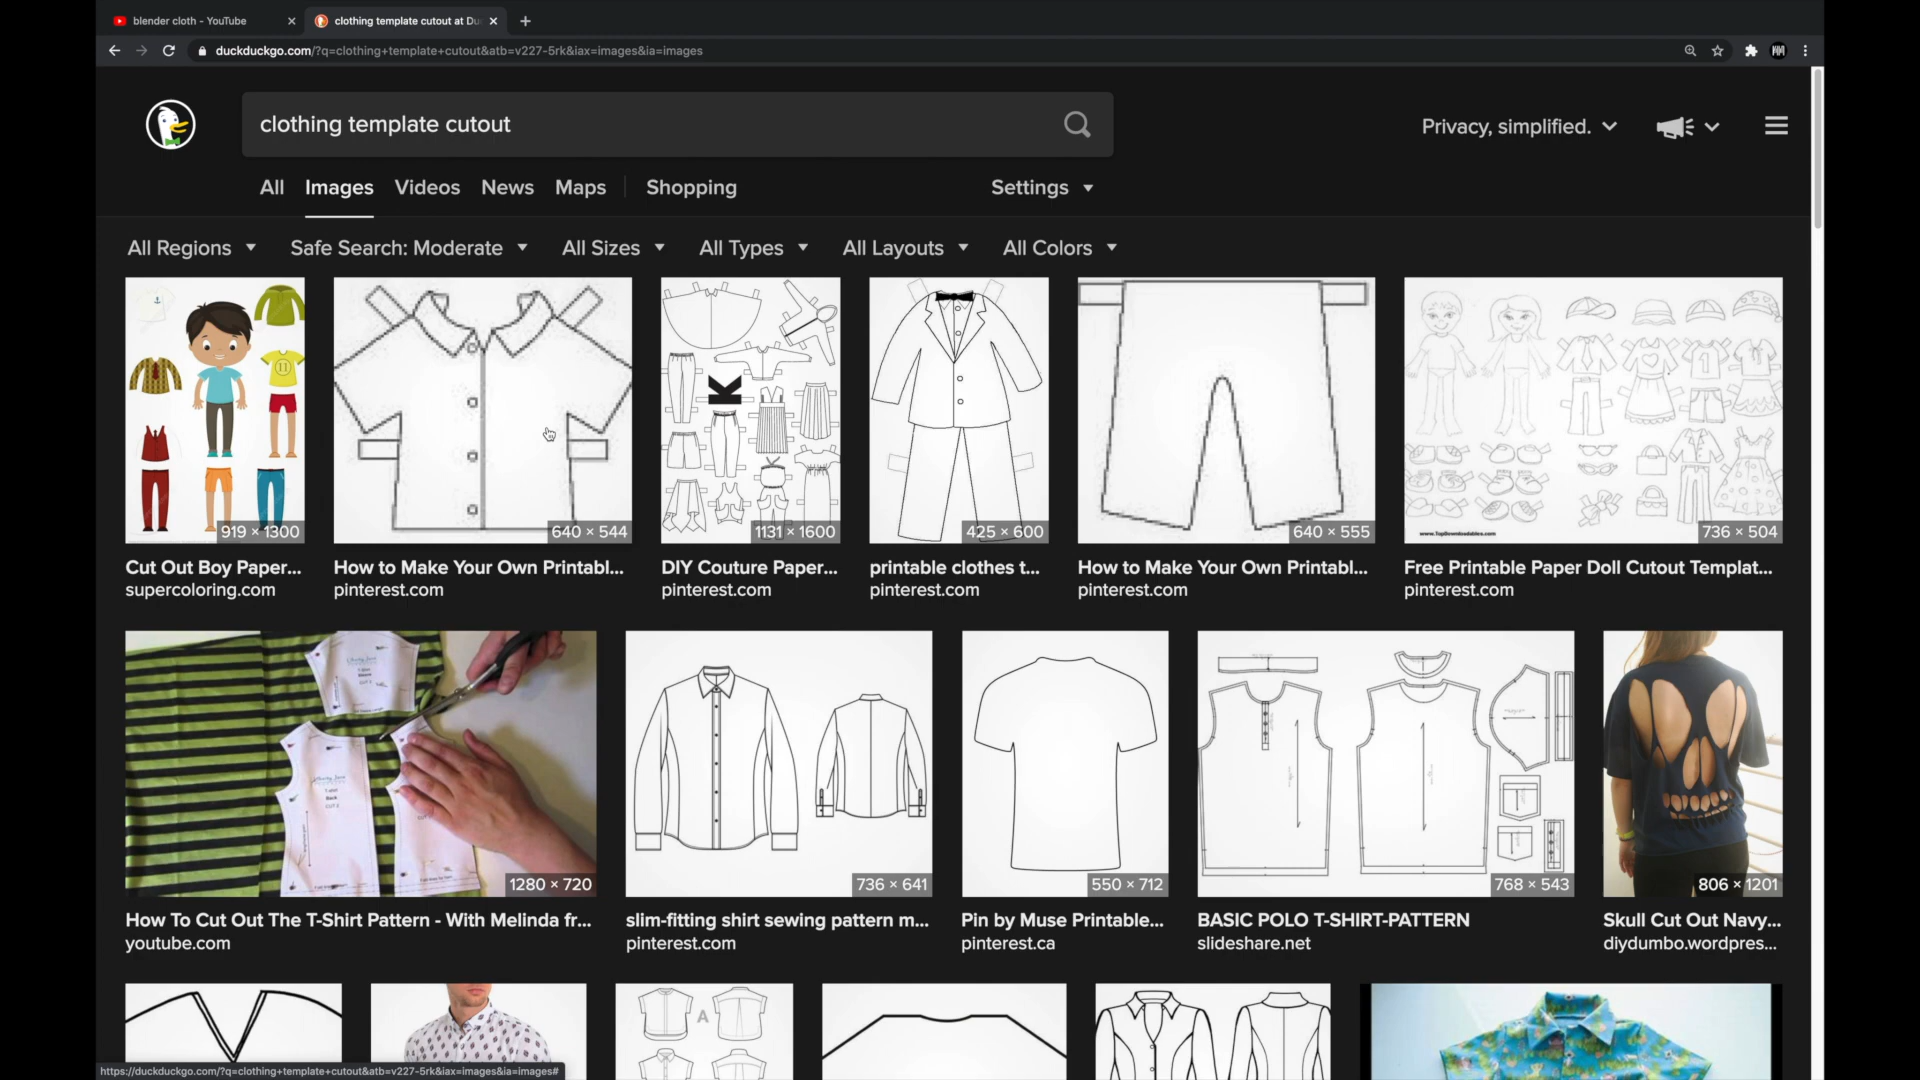 blender cloth - YouTube
clothing template cutout at Du
duckduckgo.com/?q=clothing+template+cutout&atb=v227-5rk&iax=images&ia=images
clothing template cutout
Privacy, simplified.
All Images Videos News Maps Shopping Settings
All Regions Safe Search: Moderate All Sizes All Types All Layouts All Colors
11
1
www.TopDownloadables.com
919 × 1300
640 × 544
1131 × 1600
425 × 600
640 × 555
736 × 504
Cut Out Boy Paper...
supercoloring.com
How to Make Your Own Printabl...
pinterest.com
DIY Couture Paper...
pinterest.com
printable clothes t...
pinterest.com
How to Make Your Own Printabl...
pinterest.com
Free Printable Paper Doll Cutout Templat...
pinterest.com
1280 × 720
736 × 641
550 × 712
768 × 543
806 × 1201
How To Cut Out The T-Shirt Pattern - With Melinda fr...
youtube.com
slim-fitting shirt sewing pattern m...
pinterest.com
Pin by Muse Printable...
pinterest.ca
BASIC POLO T-SHIRT-PATTERN
slideshare.net
Skull Cut Out Navy...
diydumbo.wordpres...
A
https://duckduckgo.com/?q=clothing+template+cutout&atb=v227-5rk&iax=images&ia=images#